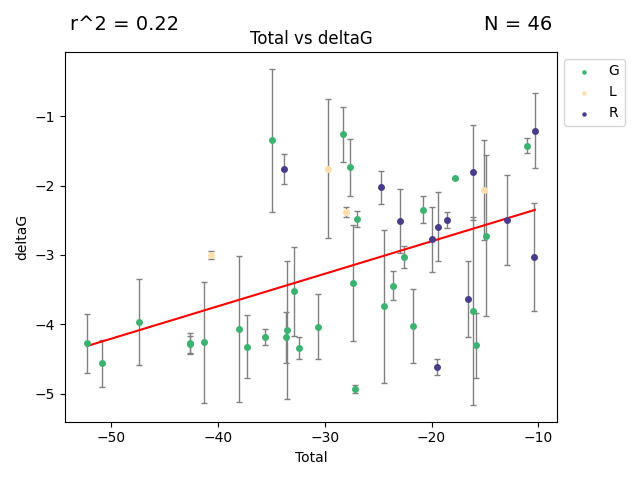 r^2 = 0.22
N = 46
Total vs deltaG
G
L
R
deltaG
−1
−2
−3
−4
−5
−50
−40
−30
−20
−10
Total